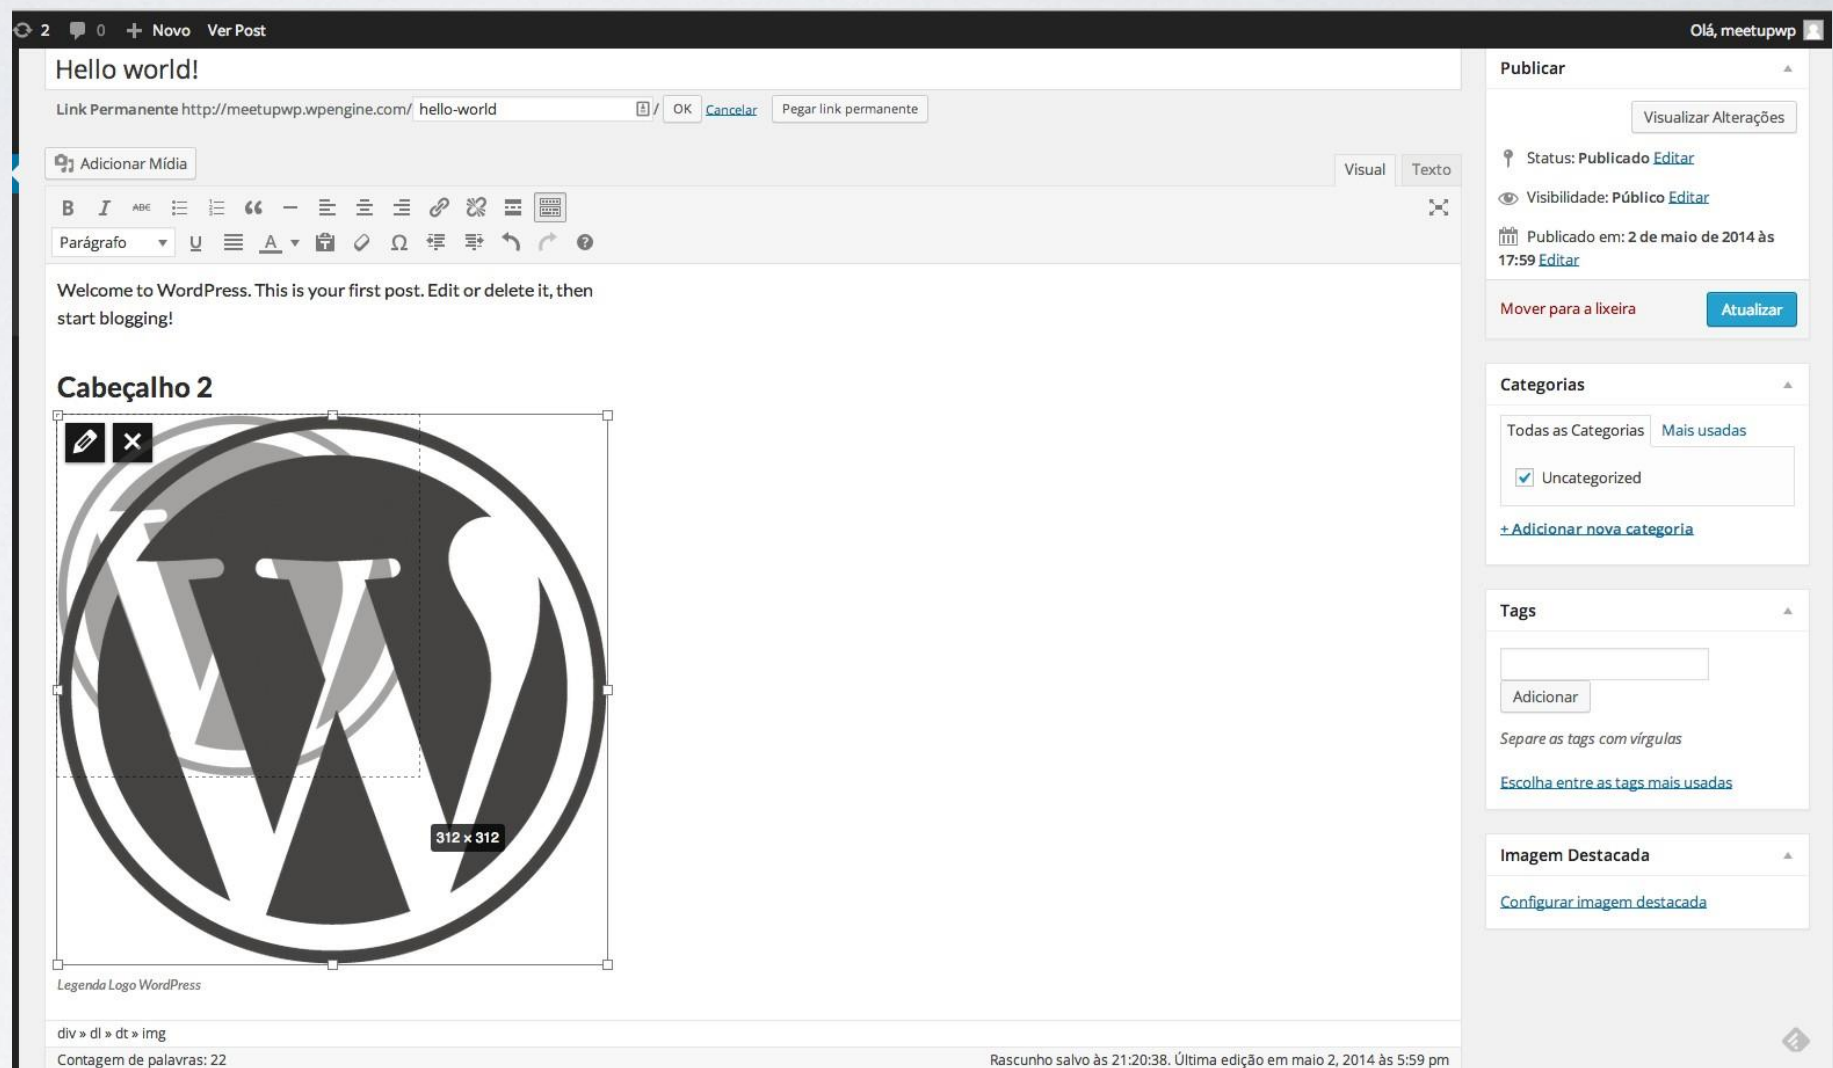 2 0 + Novo Ver Post Olá, meetupwp
Hello world!
Link Permanente http://meetupwp.wpengine.com/ hello-world / OK Cancelar Pegar link permanente
Adicionar Mídia
Visual Texto
B I ABE
Parágrafo U A Ω
Welcome to WordPress. This is your first post. Edit or delete it, then
start blogging!
Cabeçalho 2
312 × 312
Legenda Logo WordPress
div » dl » dt » img
Contagem de palavras: 22
Rascunho salvo às 21:20:38. Última edição em maio 2, 2014 às 5:59 pm
Publicar
Visualizar Alterações
Status: Publicado Editar
Visibilidade: Público Editar
Publicado em: 2 de maio de 2014 às
17:59 Editar
Mover para a lixeira Atualizar
Categorias
Todas as Categorias Mais usadas
Uncategorized
+ Adicionar nova categoria
Tags
Adicionar
Separe as tags com vírgulas
Escolha entre as tags mais usadas
Imagem Destacada
Configurar imagem destacada